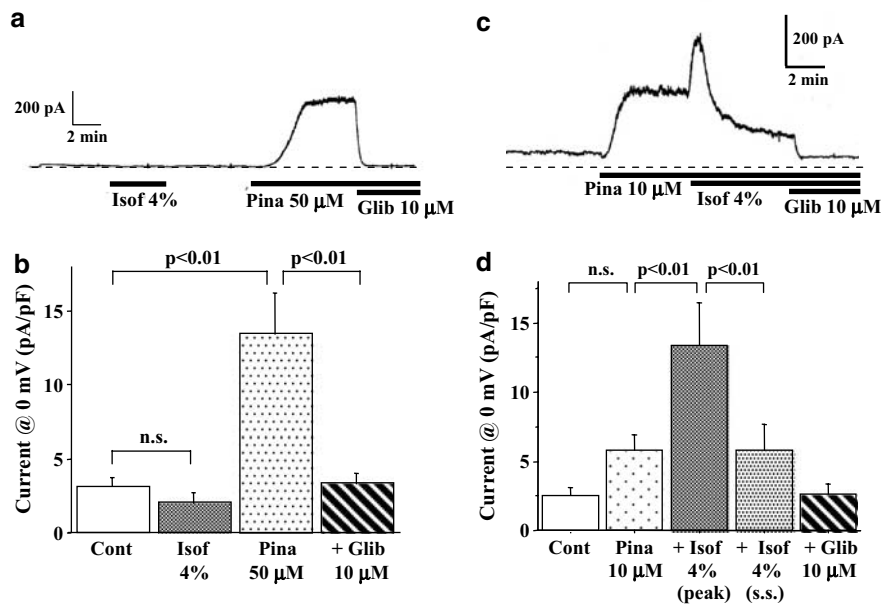 a
200 pA
2 min
Isof 4%
Pina 50 µM
Glib 10 µM
b
Current @ 0 mV (pA/pF)
15
10
5
0
p<0.01
p<0.01
n.s.
Cont
Isof
4%
Pina
50 µM
+ Glib
10 µM
c
200 pA
2 min
Pina 10 µM
Isof 4%
Glib 10 µM
d
Current @ 0 mV (pA/pF)
15
10
5
0
n.s.
p<0.01
p<0.01
Cont
Pina
10 µM
+ Isof
4%
(peak)
+ Isof
4%
(s.s.)
+ Glib
10 µM